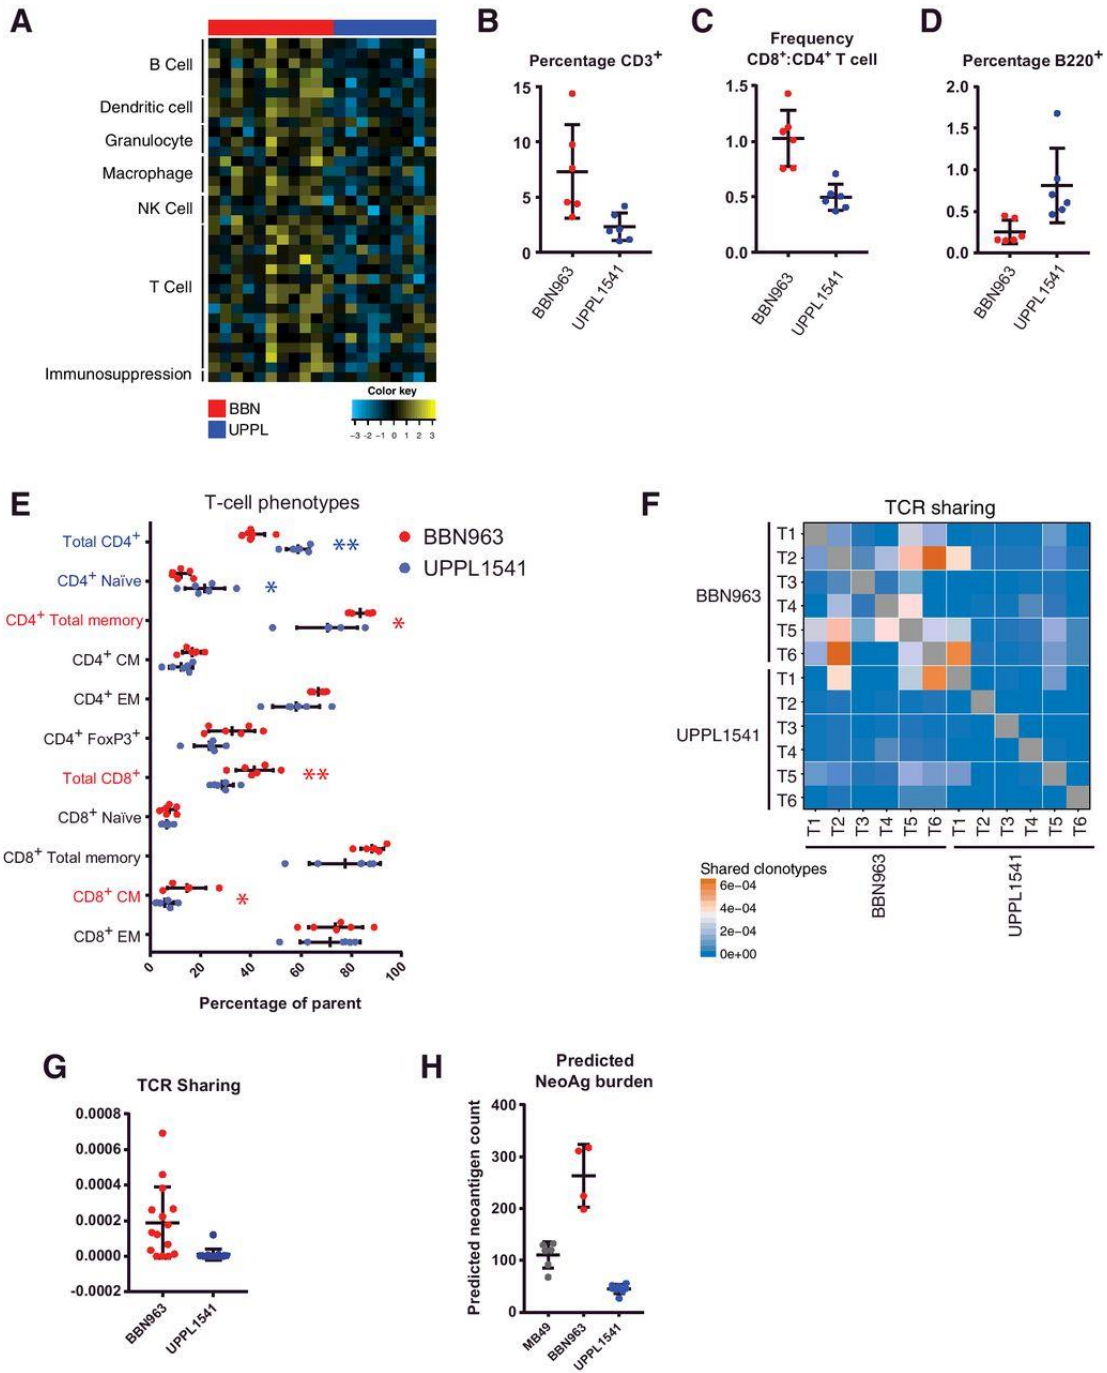 A
B Cell
Dendritic cell
Granulocyte
Macrophage
NK Cell
T Cell
Immunosuppression
BBN
UPPL
Color key
−3 −2 −1 0 1 2 3
B
Percentage CD3+
15
10
5
0
BBN963
UPPL1541
C
Frequency
CD8+:CD4+ T cell
1.5
1.0
0.5
0.0
BBN963
UPPL1541
D
Percentage B220+
2.0
1.5
1.0
0.5
0.0
BBN963
UPPL1541
E
T-cell phenotypes
BBN963
UPPL1541
Total CD4+
**
CD4+ Naïve
*
CD4+ Total memory
*
CD4+ CM
CD4+ EM
CD4+ FoxP3+
Total CD8+
**
CD8+ Naïve
CD8+ Total memory
CD8+ CM
*
CD8+ EM
0 20 40 60 80 100
Percentage of parent
F
TCR sharing
BBN963
T1
T2
T3
T4
T5
T6
UPPL1541
T1
T2
T3
T4
T5
T6
T1 T2 T3 T4 T5 T6 T1 T2 T3 T4 T5 T6
BBN963
UPPL1541
Shared clonotypes
6e−04
4e−04
2e−04
0e+00
G
TCR Sharing
0.0008
0.0006
0.0004
0.0002
0.0000
-0.0002
BBN963
UPPL1541
H
Predicted
NeoAg burden
Predicted neoantigen count
400
300
200
100
0
MB49
BBN963
UPPL1541